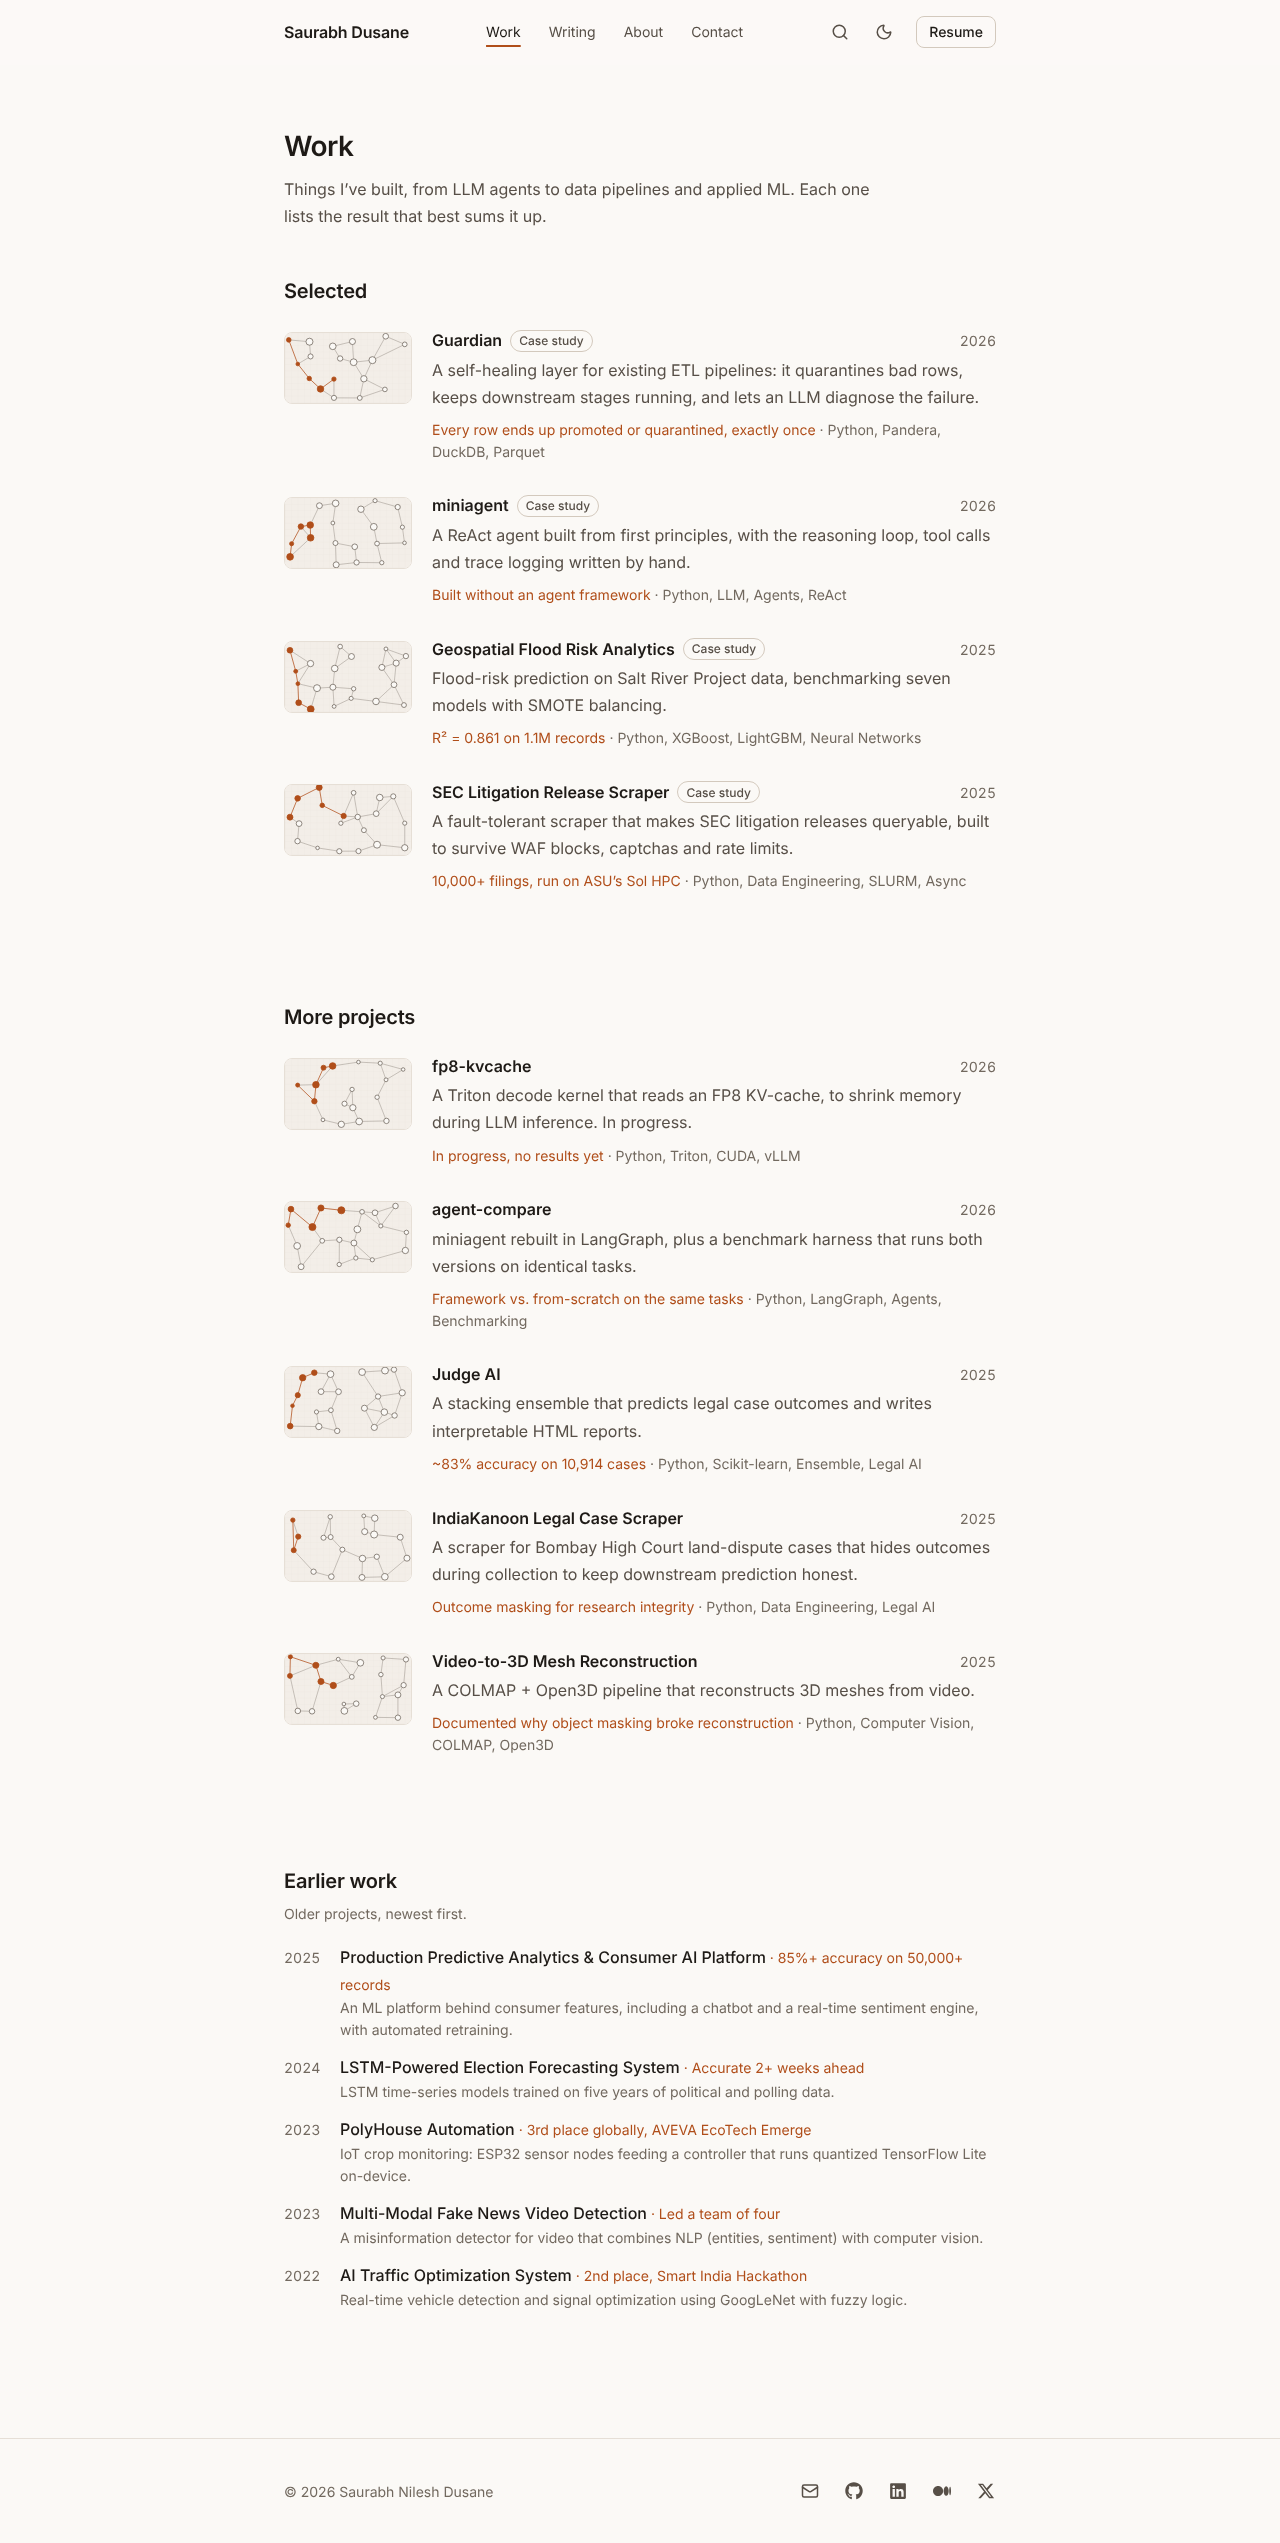 Saurabh Dusane
Work Writing About Contact
Resume
Work
Things I’ve built, from LLM agents to data pipelines and applied ML. Each one
lists the result that best sums it up.
Selected
Guardian Case study 2026
A self-healing layer for existing ETL pipelines: it quarantines bad rows,
keeps downstream stages running, and lets an LLM diagnose the failure.
Every row ends up promoted or quarantined, exactly once · Python, Pandera,
DuckDB, Parquet
miniagent Case study 2026
A ReAct agent built from first principles, with the reasoning loop, tool calls
and trace logging written by hand.
Built without an agent framework · Python, LLM, Agents, ReAct
Geospatial Flood Risk Analytics Case study 2025
Flood-risk prediction on Salt River Project data, benchmarking seven
models with SMOTE balancing.
R² = 0.861 on 1.1M records · Python, XGBoost, LightGBM, Neural Networks
SEC Litigation Release Scraper Case study 2025
A fault-tolerant scraper that makes SEC litigation releases queryable, built
to survive WAF blocks, captchas and rate limits.
10,000+ filings, run on ASU’s Sol HPC · Python, Data Engineering, SLURM, Async
More projects
fp8-kvcache 2026
A Triton decode kernel that reads an FP8 KV-cache, to shrink memory
during LLM inference. In progress.
In progress, no results yet · Python, Triton, CUDA, vLLM
agent-compare 2026
miniagent rebuilt in LangGraph, plus a benchmark harness that runs both
versions on identical tasks.
Framework vs. from-scratch on the same tasks · Python, LangGraph, Agents,
Benchmarking
Judge AI 2025
A stacking ensemble that predicts legal case outcomes and writes
interpretable HTML reports.
~83% accuracy on 10,914 cases · Python, Scikit-learn, Ensemble, Legal AI
IndiaKanoon Legal Case Scraper 2025
A scraper for Bombay High Court land-dispute cases that hides outcomes
during collection to keep downstream prediction honest.
Outcome masking for research integrity · Python, Data Engineering, Legal AI
Video-to-3D Mesh Reconstruction 2025
A COLMAP + Open3D pipeline that reconstructs 3D meshes from video.
Documented why object masking broke reconstruction · Python, Computer Vision,
COLMAP, Open3D
Earlier work
Older projects, newest first.
2025 Production Predictive Analytics & Consumer AI Platform · 85%+ accuracy on 50,000+
records
An ML platform behind consumer features, including a chatbot and a real-time sentiment engine,
with automated retraining.
2024 LSTM-Powered Election Forecasting System · Accurate 2+ weeks ahead
LSTM time-series models trained on five years of political and polling data.
2023 PolyHouse Automation · 3rd place globally, AVEVA EcoTech Emerge
IoT crop monitoring: ESP32 sensor nodes feeding a controller that runs quantized TensorFlow Lite
on-device.
2023 Multi-Modal Fake News Video Detection · Led a team of four
A misinformation detector for video that combines NLP (entities, sentiment) with computer vision.
2022 AI Traffic Optimization System · 2nd place, Smart India Hackathon
Real-time vehicle detection and signal optimization using GoogLeNet with fuzzy logic.
© 2026 Saurabh Nilesh Dusane